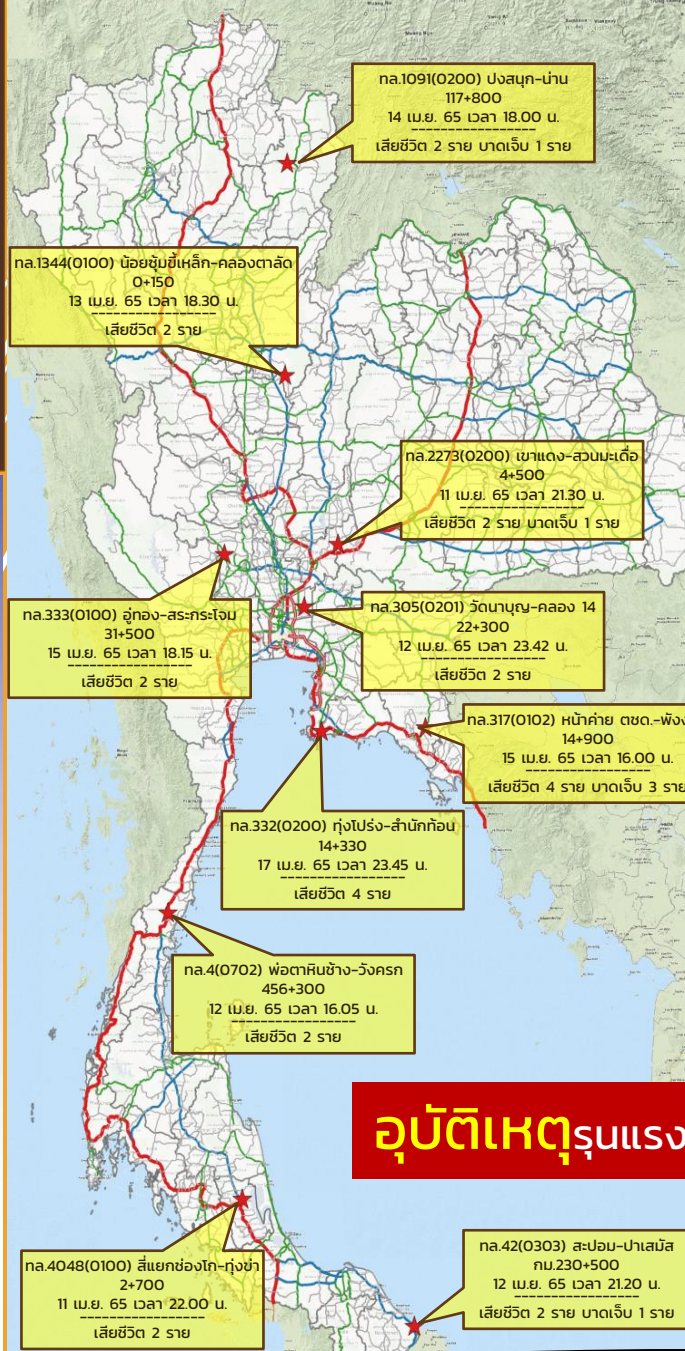 ทล.1091(0200) ปงสนุก-น่าน
117+800
14 เม.ย. 65 เวลา 18.00 น.
-----------------
เสียชีวิต 2 ราย บาดเจ็บ 1 ราย
ทล.1344(0100) น้อยซุ้มขี้เหล็ก-คลองตาลัด
0+150
13 เม.ย. 65 เวลา 18.30 น.
-----------------
เสียชีวิต 2 ราย
ทล.2273(0200) เขาแดง-สวนมะเดื่อ
4+500
11 เม.ย. 65 เวลา 21.30 น.
-----------------
เสียชีวิต 2 ราย บาดเจ็บ 1 ราย
ทล.333(0100) อู่ทอง-สระกระโจม
31+500
15 เม.ย. 65 เวลา 18.15 น.
-----------------
เสียชีวิต 2 ราย
ทล.305(0201) วัดนาบุญ-คลอง 14
22+300
12 เม.ย. 65 เวลา 23.42 น.
-----------------
เสียชีวิต 2 ราย
ทล.317(0102) หน้าค่าย ตชด.-พังง
14+900
15 เม.ย. 65 เวลา 16.00 น.
-----------------
เสียชีวิต 4 ราย บาดเจ็บ 3 ราย
ทล.332(0200) ทุ่งโปร่ง-สำนักท้อน
14+330
17 เม.ย. 65 เวลา 23.45 น.
-----------------
เสียชีวิต 4 ราย
ทล.4(0702) พ่อตาหินช้าง-วังครก
456+300
12 เม.ย. 65 เวลา 16.05 น.
-----------------
เสียชีวิต 2 ราย
อุบัติเหตุรุนแรง
ทล.4048(0100) สี่แยกช่องโก-ทุ่งข่า
2+700
11 เม.ย. 65 เวลา 22.00 น.
-----------------
เสียชีวิต 2 ราย
ทล.42(0303) สะปอม-ปาเสมัส
กม.230+500
12 เม.ย. 65 เวลา 21.20 น.
-----------------
เสียชีวิต 2 ราย บาดเจ็บ 1 ราย